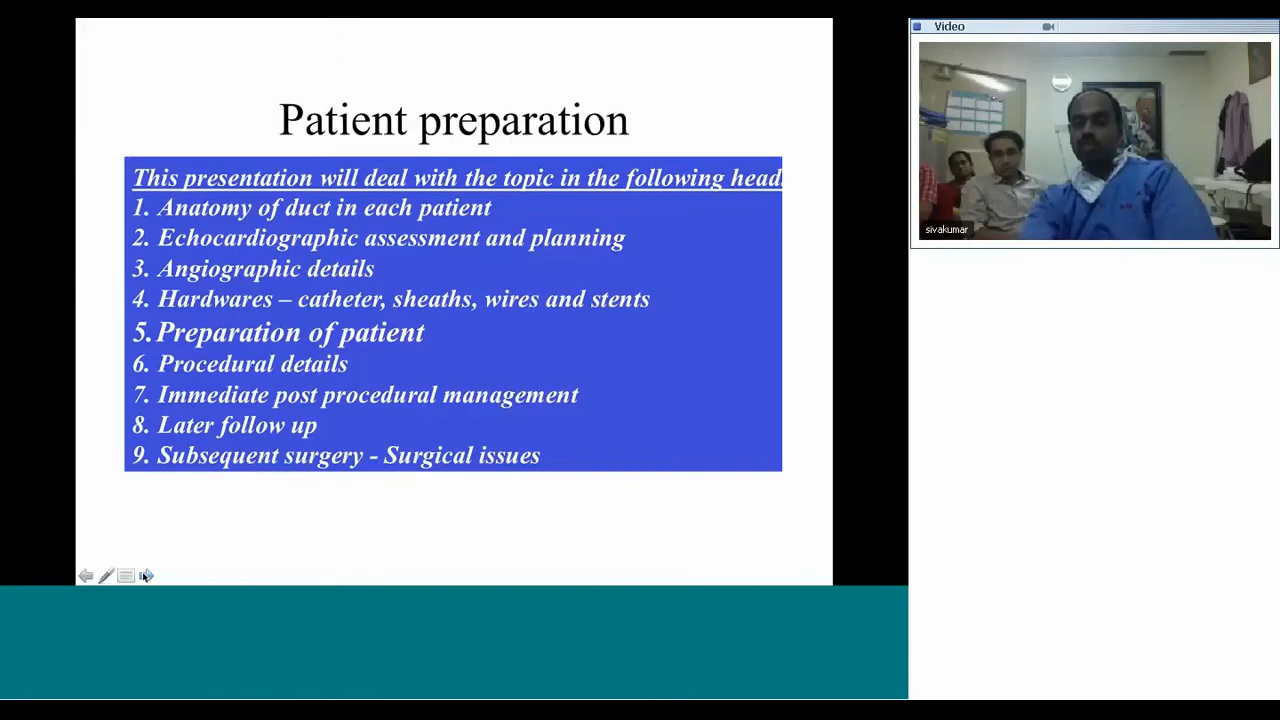 Patient preparation
This presentation will deal with the topic in the following head
1. Anatomy of duct in each patient
2. Echocardiographic assessment and planning
3. Angiographic details
4. Hardwares – catheter, sheaths, wires and stents
5. Preparation of patient
6. Procedural details
7. Immediate post procedural management
8. Later follow up
9. Subsequent surgery - Surgical issues
Video
sivakumar